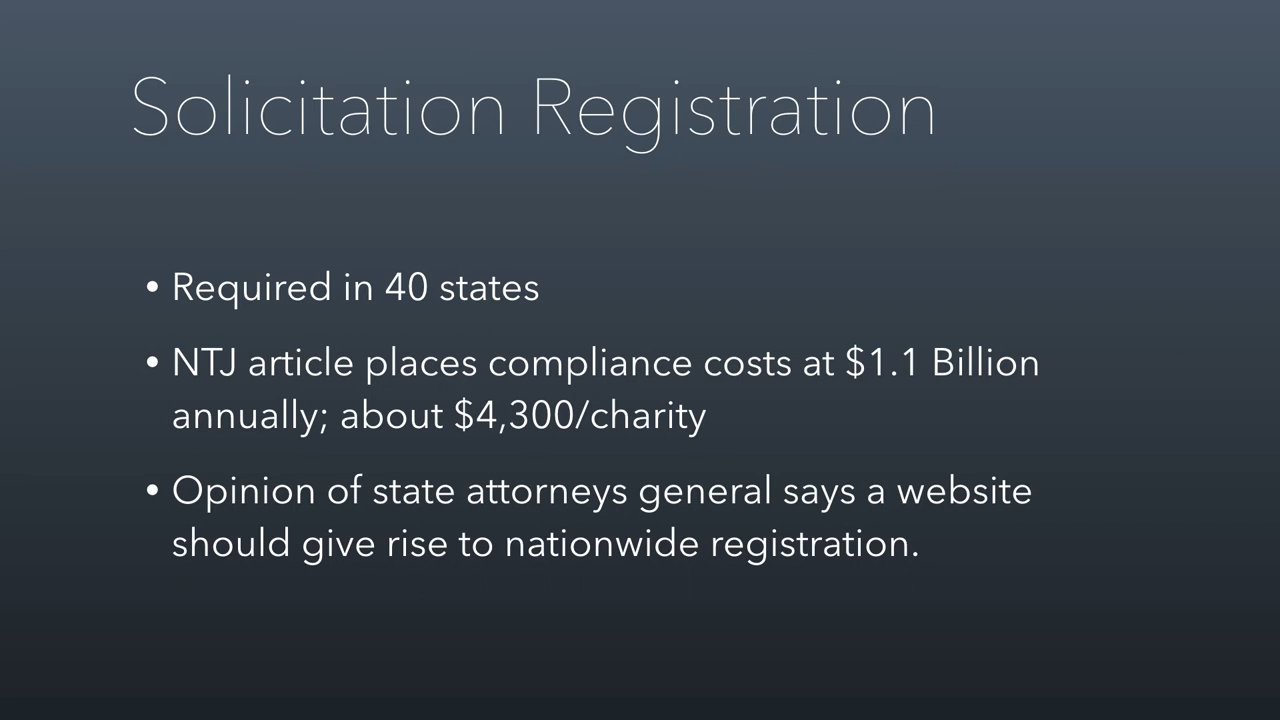 Solicitation Registration
• Required in 40 states
• NTJ article places compliance costs at $1.1 Billion
annually; about $4,300/charity
• Opinion of state attorneys general says a website
should give rise to nationwide registration.